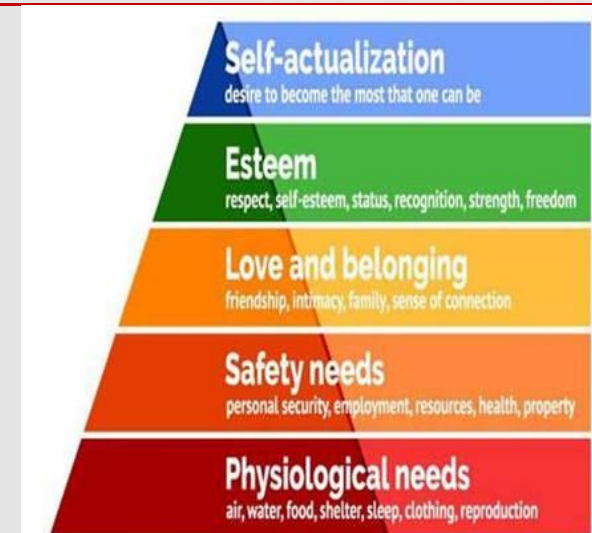 Self-actualization
desire to become the most that one can be
Esteem
respect, self-esteem, status, recognition, strength, freedom
Love and belonging
friendship, intimacy, family, sense of connection
Safety needs
personal security, employment, resources, health, property
Physiological needs
air, water, food, shelter, sleep, clothing, reproduction